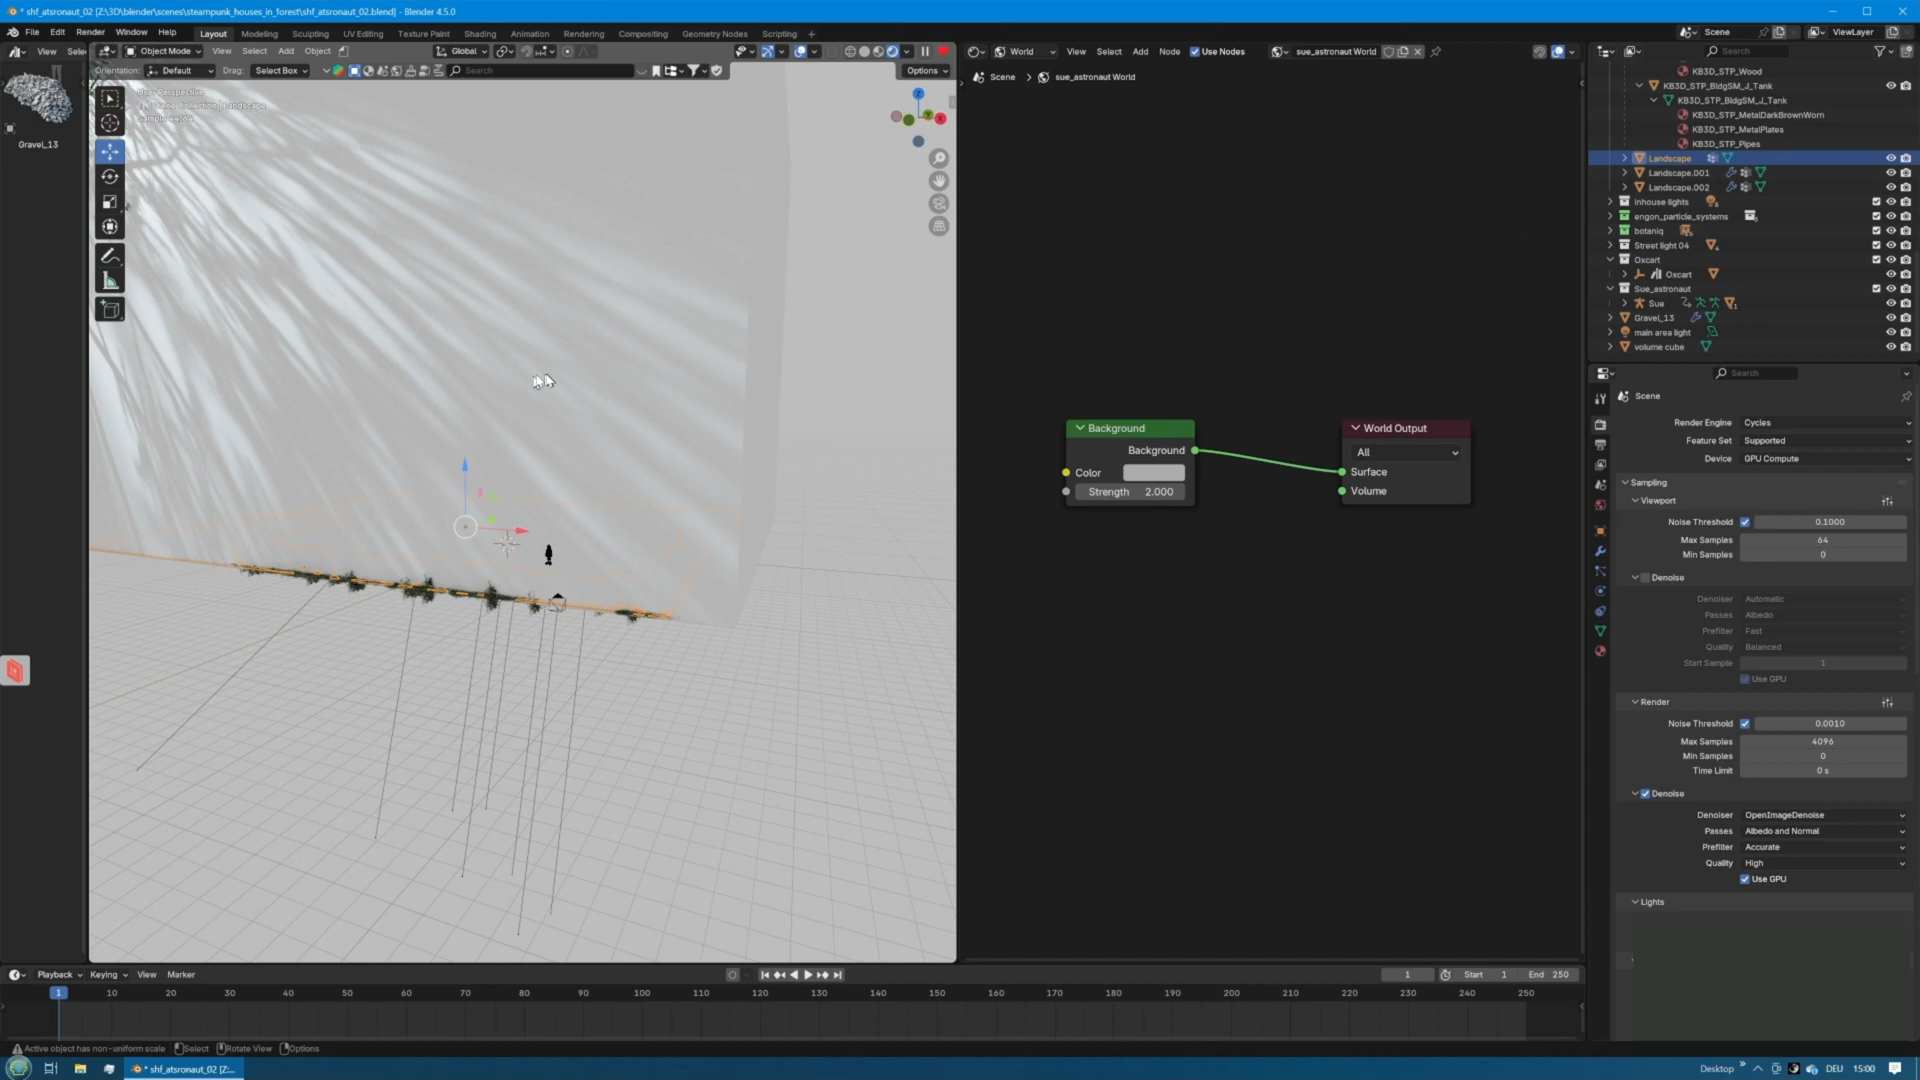 * shf_atsronaut_02 [Z:\3D\blender\scenes\steampunk_houses_in_forest\shf_atsronaut_02.blend] - Blender 4.5.0
File Edit Render Window Help Layout Modeling Sculpting UV Editing Texture Paint Shading Animation Rendering Compositing Geometry Nodes Scripting + Scene ViewLayer
View Selec Object Mode View Select Add Object Global World View Select Add Node Use Nodes sue_astronaut World Search
Orientation: Default Drag: Select Box Search Options
Scene > sue_astronaut World
User Perspective
Gravel_13
KB3D_STP_Wood
KB3D_STP_BldgSM_J_Tank
KB3D_STP_BldgSM_J_Tank
KB3D_STP_MetalDarkBrownWorn
KB3D_STP_MetalPlates
KB3D_STP_Pipes
Landscape
Landscape.001
Landscape.002
inhouse lights
engon_particle_systems
botaniq
Street light 04
Oxcart
Oxcart
Sue_astronaut
Sue
Gravel_13
main area light
volume cube
Background
Background
Color
Strength 2.000
World Output
All
Surface
Volume
Search
Scene
Render Engine Cycles
Feature Set Supported
Device GPU Compute
Sampling
Viewport
Noise Threshold 0.1000
Max Samples 64
Min Samples 0
Denoise
Denoiser Automatic
Passes Albedo
Prefilter Fast
Quality Balanced
Start Sample 1
Use GPU
Render
Noise Threshold 0.0010
Max Samples 4096
Min Samples 0
Time Limit 0 s
Denoise
Denoiser OpenImageDenoise
Passes Albedo and Normal
Prefilter Accurate
Quality High
Use GPU
Lights
Playback Keying View Marker 1 Start 1 End 250
1 10 20 30 40 50 60 70 80 90 100 110 120 130 140 150 160 170 180 190 200 210 220 230 240 250
Active object has non-uniform scale Select Rotate View Options
* shf_atsronaut_02 [Z:... Desktop DEU 15:00